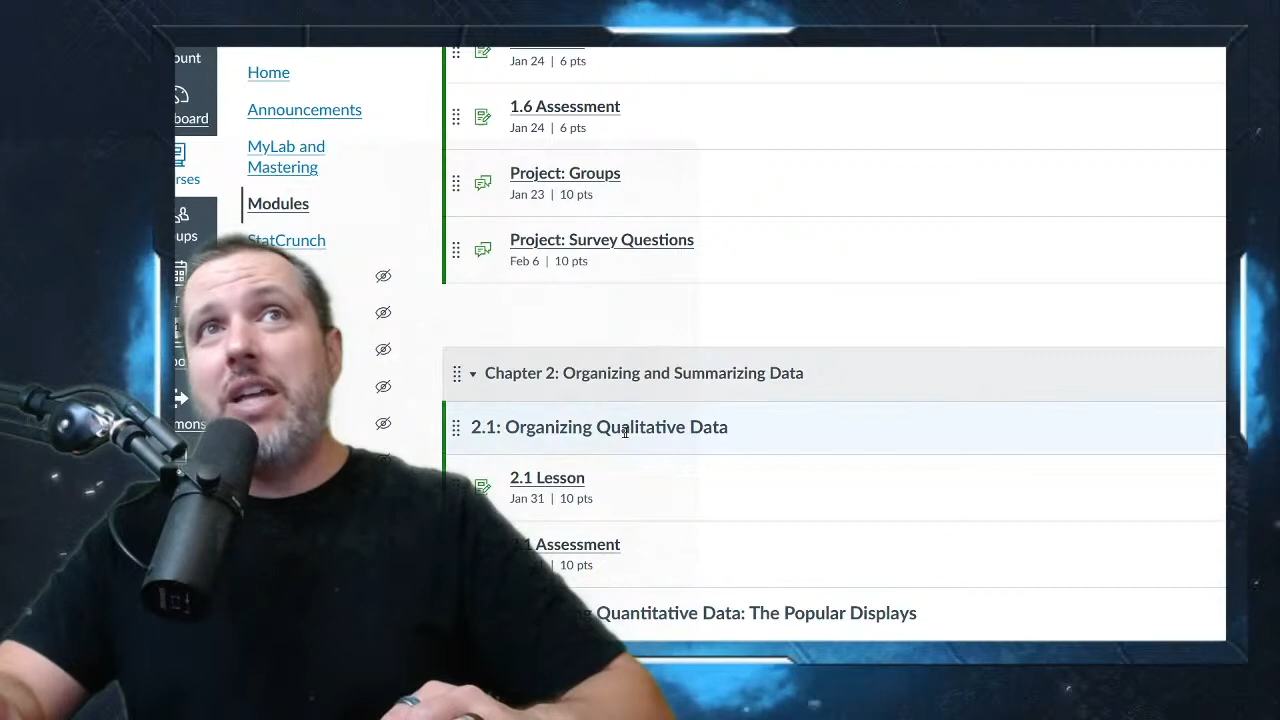 ount
board
rses
ups
mons
Home
Announcements
MyLab and
Mastering
Modules
StatCrunch
Jan 24 | 6 pts
1.6 Assessment
Jan 24 | 6 pts
Project: Groups
Jan 23 | 10 pts
Project: Survey Questions
Feb 6 | 10 pts
Chapter 2: Organizing and Summarizing Data
2.1: Organizing Qualitative Data
2.1 Lesson
Jan 31 | 10 pts
Assessment
| 10 pts
Quantitative Data: The Popular Displays